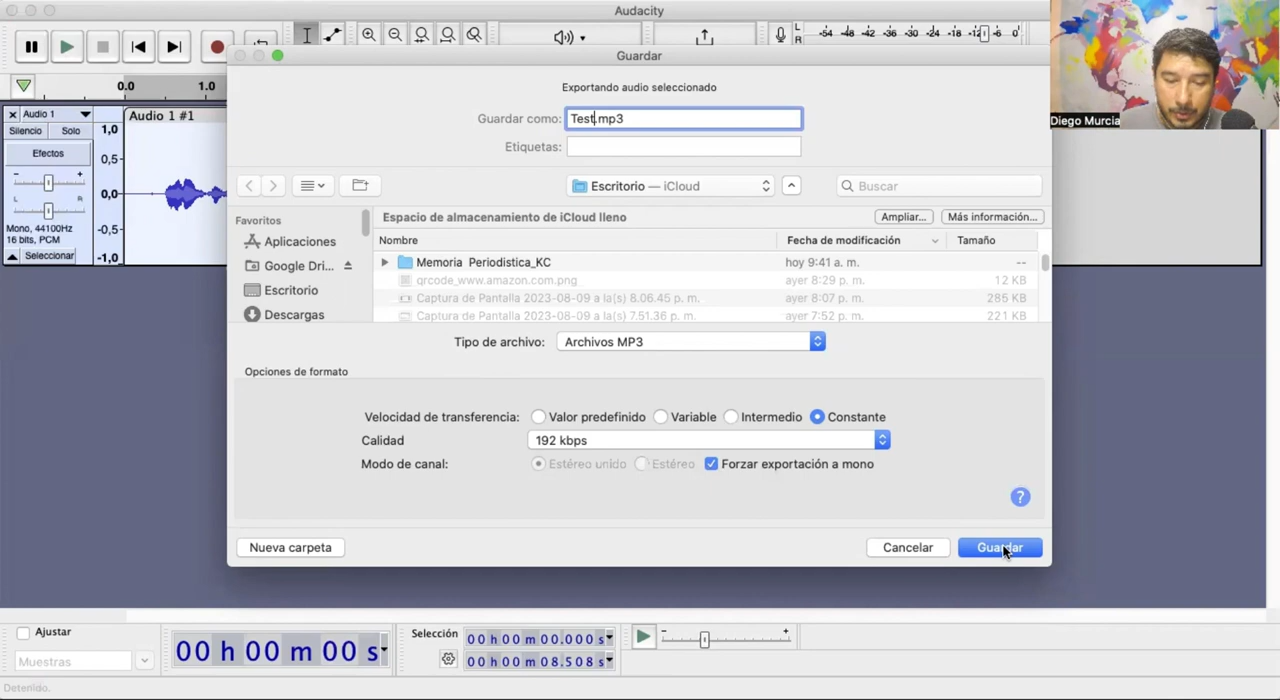 Audacity
L
R
-54 -48 -42 -36 -30 -24 -18 -12 -6 0
Guardar
Exportando audio seleccionado
Guardar como: Test.mp3
Etiquetas:
Diego Murcia
0.0 1.0
Audio 1
Silencio Solo
Efectos
- +
L R
Mono, 44100Hz
16 bits, PCM
Seleccionar
1,0
0,5
0,0
-0,5
-1,0
Audio 1 #1
Escritorio — iCloud
Buscar
Favoritos
Aplicaciones
Google Dri...
Escritorio
Descargas
Espacio de almacenamiento de iCloud lleno
Ampliar...
Más información...
Nombre Fecha de modificación Tamaño
Memoria Periodistica_KC hoy 9:41 a. m. --
qrcode_www.amazon.com.png ayer 8:29 p. m. 12 KB
Captura de Pantalla 2023-08-09 a la(s) 8.06.45 p. m. ayer 8:07 p. m. 286 KB
Captura de Pantalla 2023-08-09 a la(s) 7.51.36 p. m. ayer 7:52 p. m. 221 KB
Tipo de archivo: Archivos MP3
Opciones de formato
Velocidad de transferencia: Valor predefinido Variable Intermedio Constante
Calidad 192 kbps
Modo de canal: Estéreo unido Estéreo Forzar exportación a mono
?
Nueva carpeta
Cancelar
Guardar
Ajustar
Muestras
00 h 00 m 00 s
Selección
00 h 00 m 00.000 s
00 h 00 m 08.508 s
- +
Detenido.